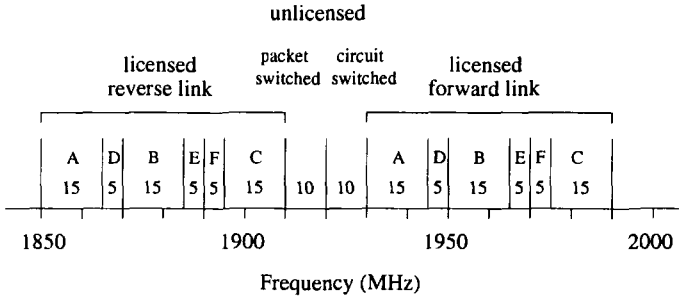 unlicensed
packet circuit
licensed switched switched licensed
reverse link forward link
A D B E F C A D B E F C
15 5 15 5 5 15 10 10 15 5 15 5 5 15
1850 1900 1950 2000
Frequency (MHz)